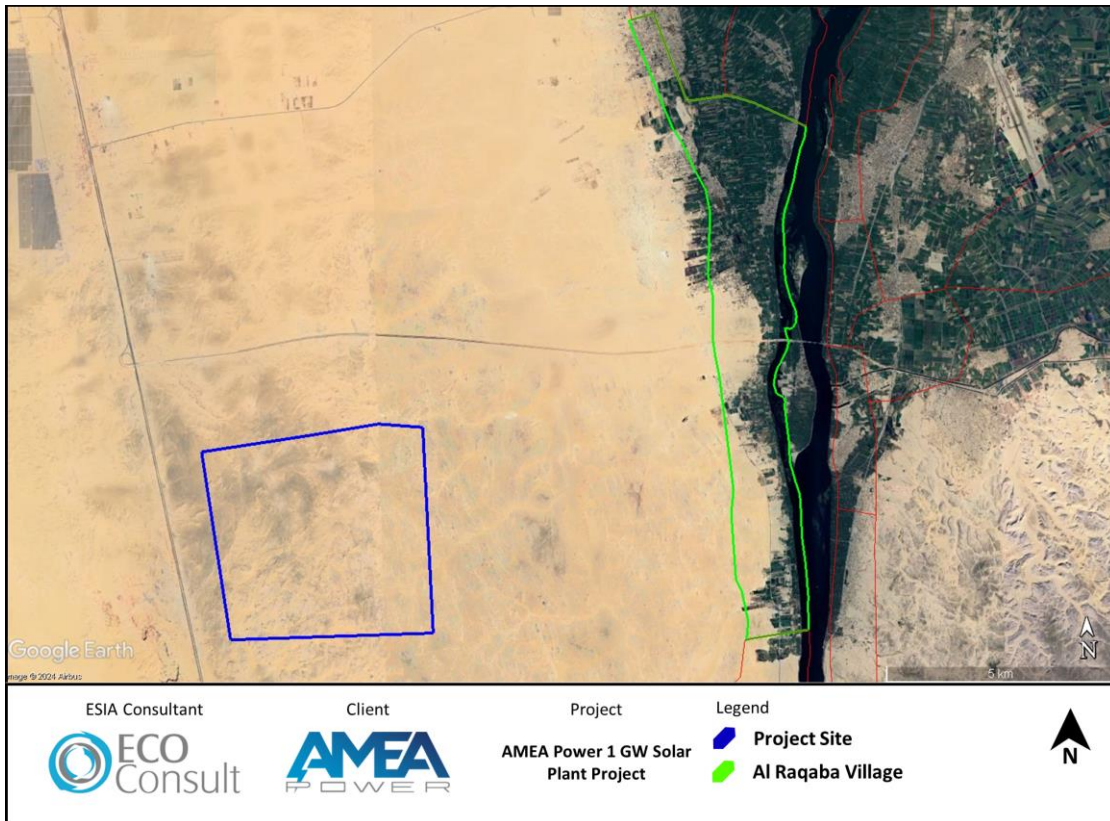 Google Earth
mage © 2024 Airbus
N
5 km
ESIA Consultant
Client
Project
Legend
ECO
Consult
AMEA
POWER
AMEA Power 1 GW Solar
Plant Project
Project Site
Al Raqaba Village
N